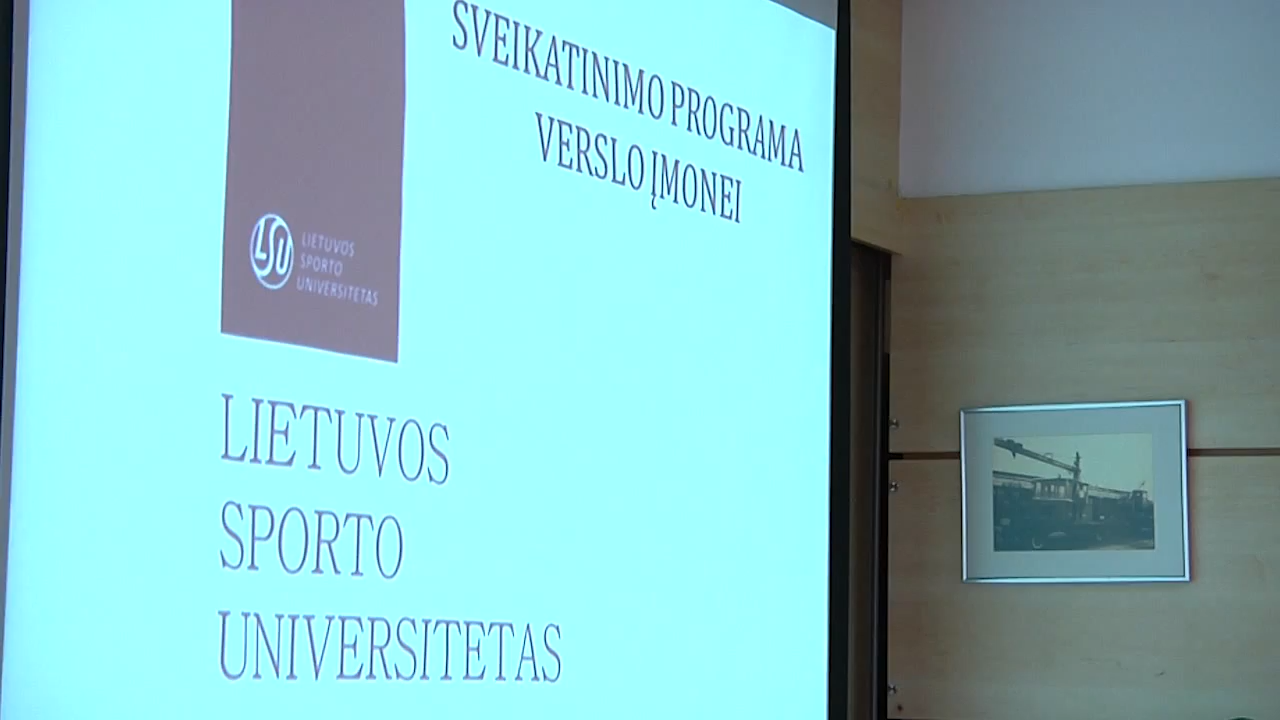 SVEIKATINIMO PROGRAMA
VERSLO ĮMONEI
LSU
LIETUVOS
SPORTO
UNIVERSITETAS
LIETUVOS
SPORTO
UNIVERSITETAS